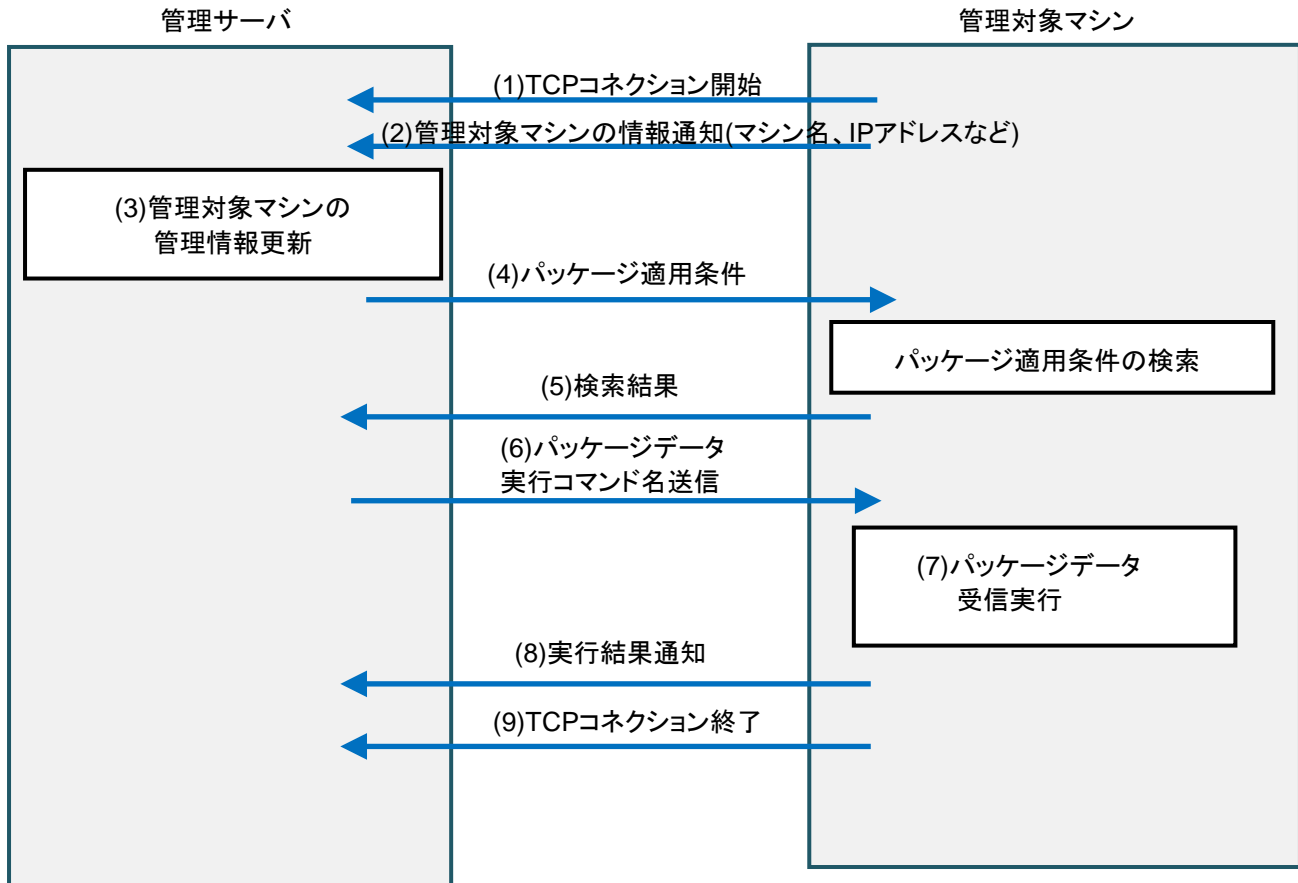 管理サーバ
管理対象マシン
(1)TCPコネクション開始
(2)管理対象マシンの情報通知(マシン名、IPアドレスなど)
(3)管理対象マシンの
管理情報更新
(4)パッケージ適用条件
パッケージ適用条件の検索
(5)検索結果
(6)パッケージデータ
実行コマンド名送信
(7)パッケージデータ
受信実行
(8)実行結果通知
(9)TCPコネクション終了